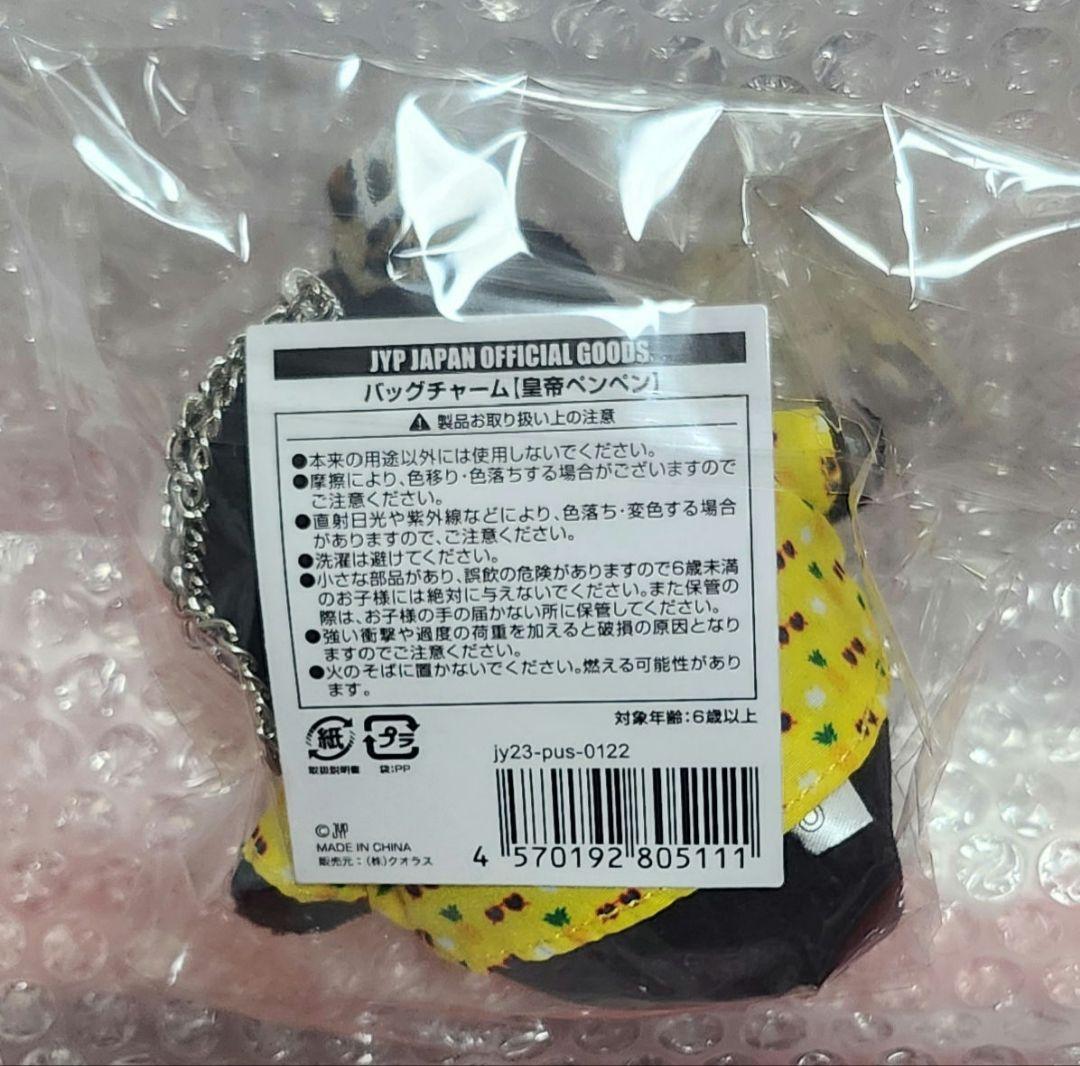 JYP JAPAN OFFICIAL GOODS
バッグチャーム【皇帝ペンペン】
製品お取り扱い上の注意
●本来の用途以外には使用しないでください。
●摩擦により、色移り・色落ちする場合がございますので
ご注意ください。
●直射日光や紫外線などにより、色落ち・変色する場合
がありますので、ご注意ください。
●洗濯は避けてください。
●小さな部品があり、誤飲の危険がありますので6歳未満
のお子様には絶対に与えないでください。また保管の
際は、お子様の手の届かない所に保管してください。
●強い衝撃や過度の荷重を加えると破損の原因となり
ますのでご注意ください。
●火のそばに置かないでください。燃える可能性があり
ます。
対象年齢:6歳以上
紙 プラ
取扱説明書 袋:PP
jy23-pus-0122
©JYP
MADE IN CHINA
販売元:(株)クオラス
4 570192 805111